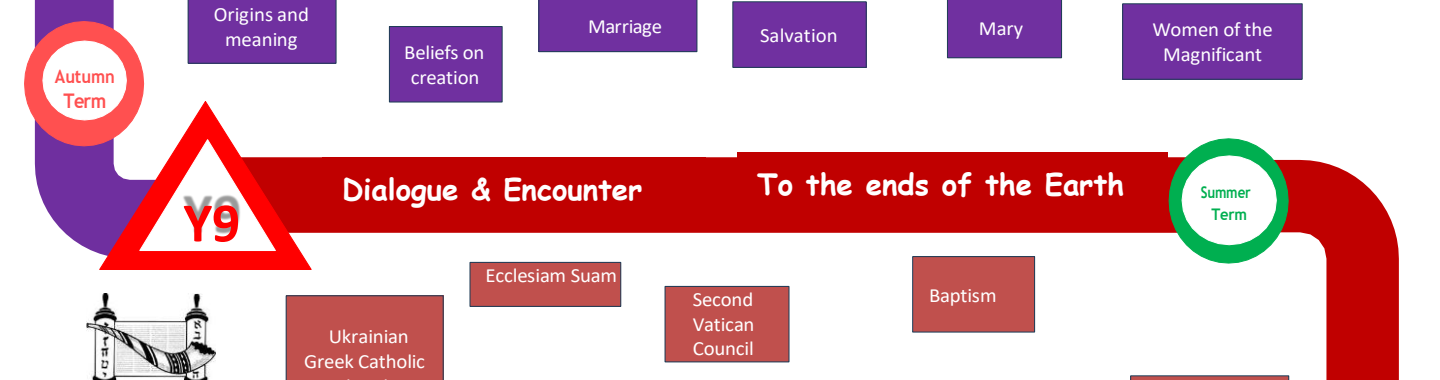 Origins and
meaning
Beliefs on
creation
Marriage
Salvation
Mary
Women of the
Magnificant
Autumn
Term
Y9
Dialogue & Encounter
To the ends of the Earth
Summer
Term
Ecclesiam Suam
Second
Vatican
Council
Baptism
Ukrainian
Greek Catholic